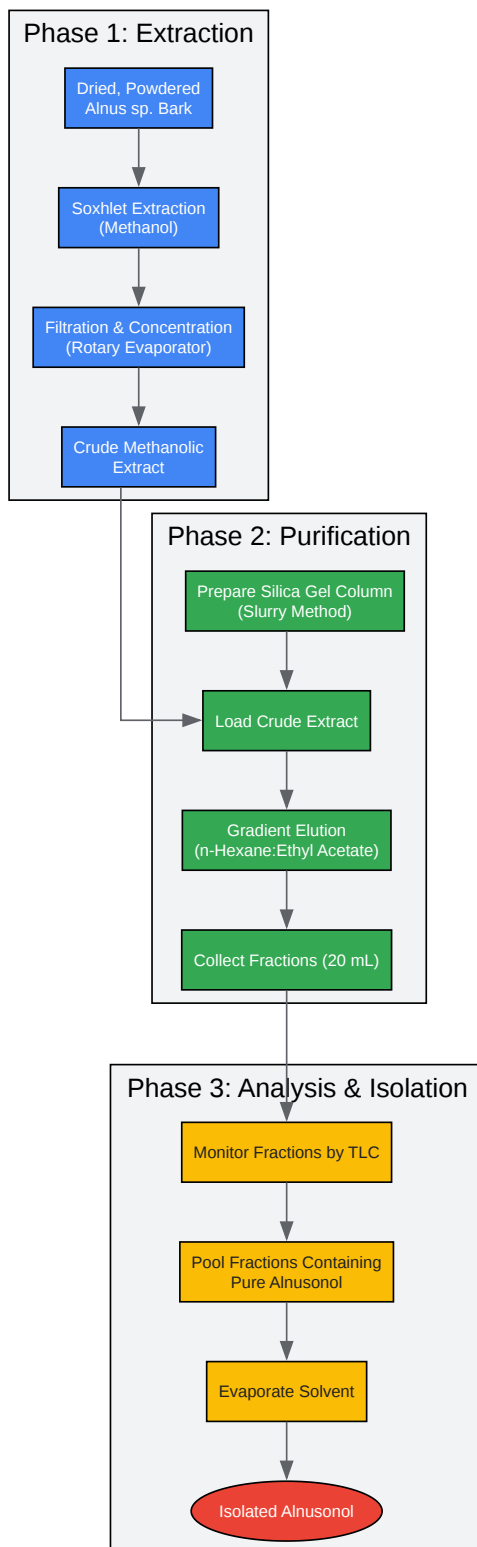 Phase 1: Extraction
Dried, Powdered
Alnus sp. Bark
Soxhlet Extraction
(Methanol)
Filtration & Concentration
(Rotary Evaporator)
Crude Methanolic
Extract
Phase 2: Purification
Prepare Silica Gel Column
(Slurry Method)
Load Crude Extract
Gradient Elution
(n-Hexane:Ethyl Acetate)
Collect Fractions (20 mL)
Phase 3: Analysis & Isolation
Monitor Fractions by TLC
Pool Fractions Containing
Pure Alnusonol
Evaporate Solvent
Isolated Alnusonol